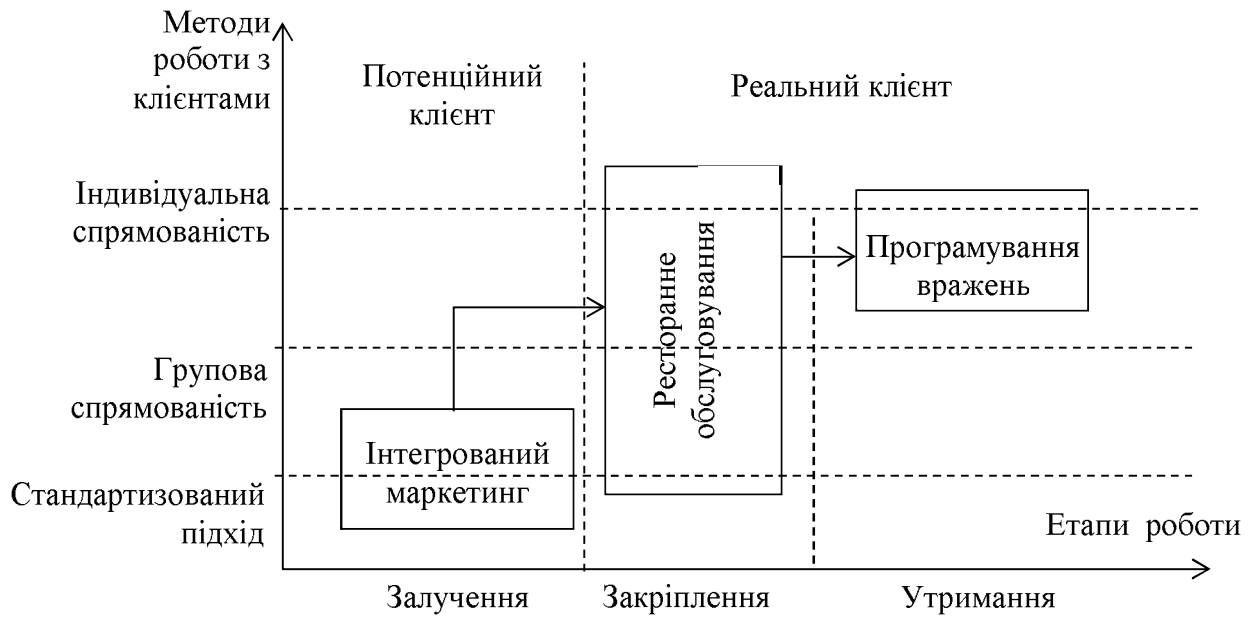 Методи
роботи з
клієнтами
Потенційний
клієнт
Реальний клієнт
Індивідуальна
спрямованість
Програмування
вражень
Ресторанне
обслуговування
Групова
спрямованість
Інтегрований
маркетинг
Стандартизований
підхід
Етапи роботи
Залучення
Закріплення
Утримання